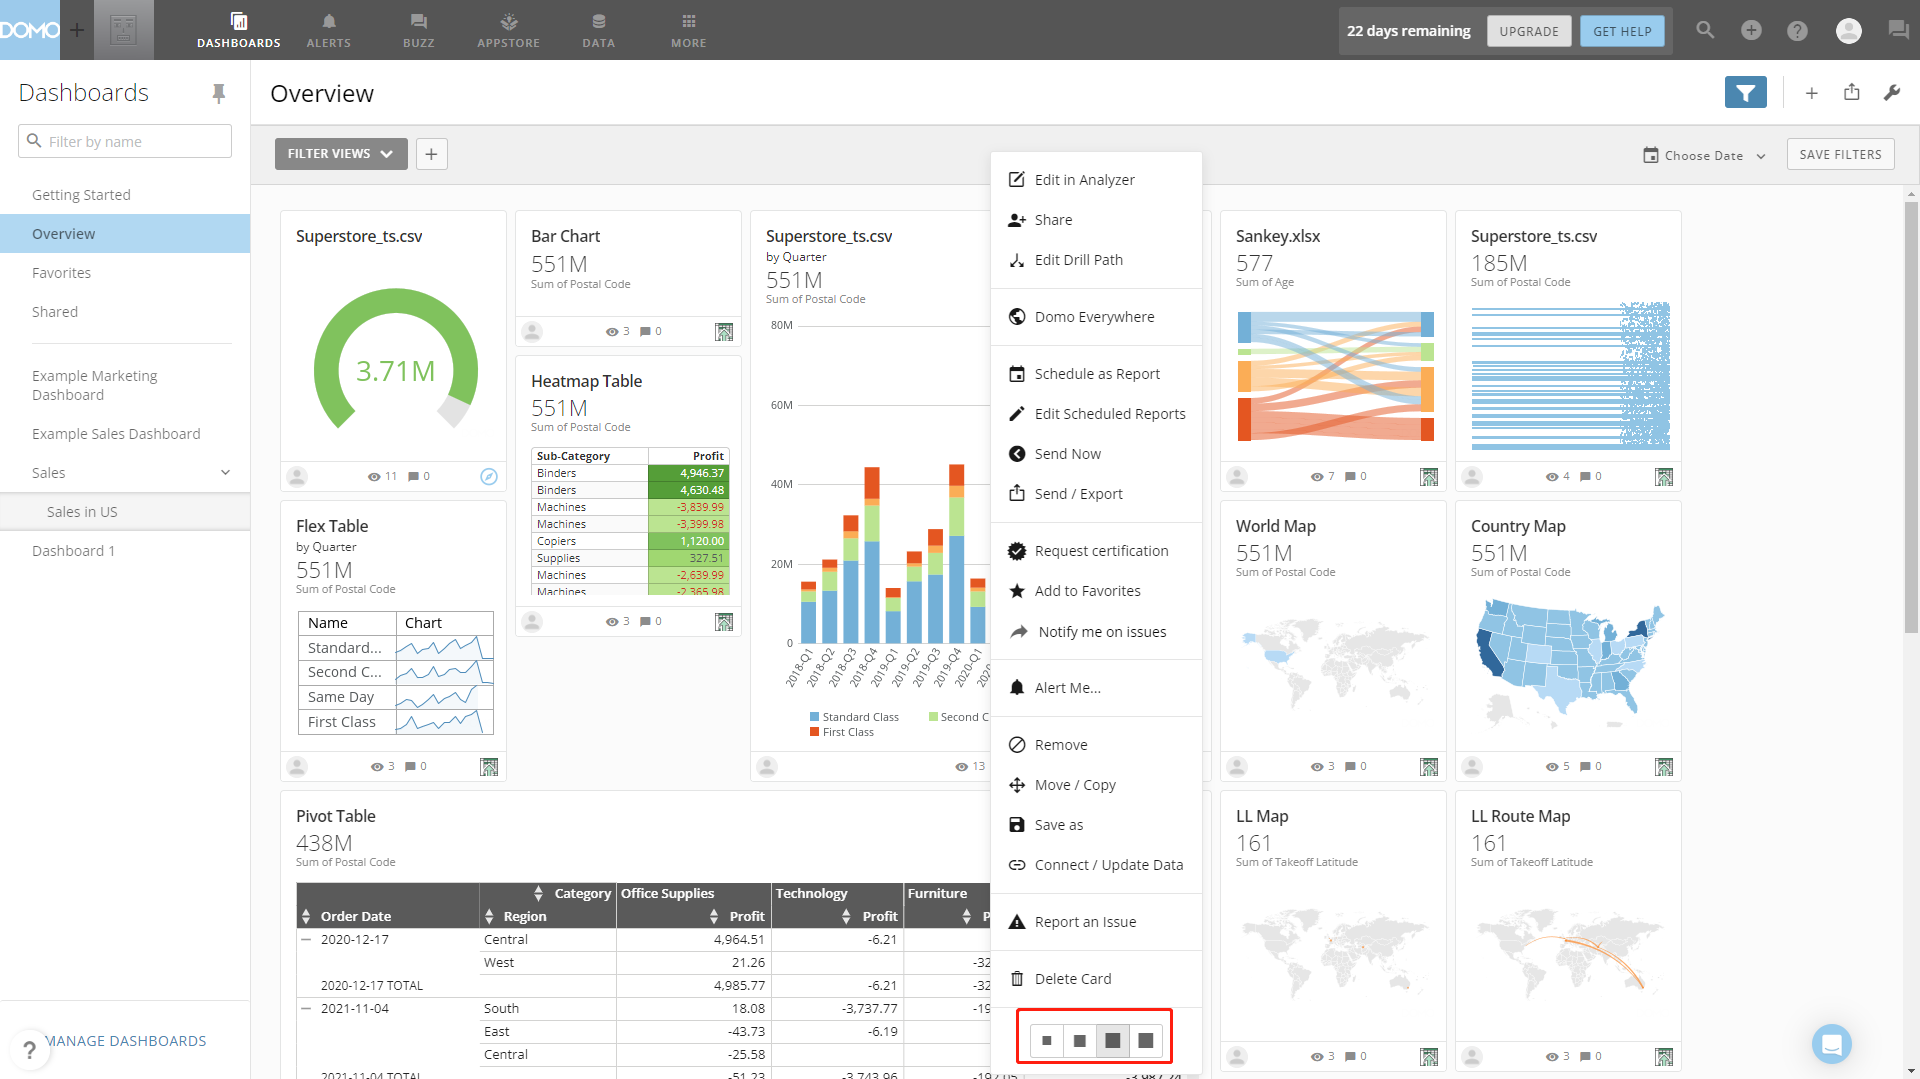 DOMO
DASHBOARDS
ALERTS
BUZZ
APPSTORE
DATA
MORE
22 days remaining
UPGRADE
GET HELP
Dashboards
Filter by name
Getting Started
Overview
Favorites
Shared
Example Marketing
Dashboard
Example Sales Dashboard
Sales
Sales in US
Dashboard 1
MANAGE DASHBOARDS
?
Overview
FILTER VIEWS
+
Choose Date
SAVE FILTERS
Superstore_ts.csv
3.71M
11 0
Bar Chart
551M
Sum of Postal Code
3 0
Heatmap Table
551M
Sum of Postal Code
Sub-Category Profit
Binders 4,946.37
Binders 4,630.48
Machines -3,839.99
Machines -3,399.98
Copiers 1,120.00
Supplies 327.51
Machines -2,639.99
Machines -2,365.98
3 0
Flex Table
by Quarter
551M
Sum of Postal Code
Name Chart
Standard...
Second C...
Same Day
First Class
3 0
Superstore_ts.csv
by Quarter
551M
Sum of Postal Code
80M
60M
40M
20M
0
2018-Q1 2018-Q2 2018-Q3 2018-Q4 2019-Q1 2019-Q2 2019-Q3 2019-Q4 2020-Q1
Standard Class Second C
First Class
13
Edit in Analyzer
Share
Edit Drill Path
Domo Everywhere
Schedule as Report
Edit Scheduled Reports
Send Now
Send / Export
Request certification
Add to Favorites
Notify me on issues
Alert Me...
Remove
Move / Copy
Save as
Connect / Update Data
Report an Issue
Delete Card
Sankey.xlsx
577
Sum of Age
7 0
Superstore_ts.csv
185M
Sum of Postal Code
4 0
World Map
551M
Sum of Postal Code
3 0
Country Map
551M
Sum of Postal Code
5 0
LL Map
161
Sum of Takeoff Latitude
3 0
LL Route Map
161
Sum of Takeoff Latitude
3 0
Pivot Table
438M
Sum of Postal Code
Category Office Supplies Technology Furniture
Order Date Region Profit Profit P
2020-12-17 Central 4,964.51 -6.21
West 21.26 -32
2020-12-17 TOTAL 4,985.77 -6.21 -32
2021-11-04 South 18.08 -3,737.77 -19
East -43.73 -6.19
Central -25.58
2021-11-04 TOTAL -51.23 -3,743.96